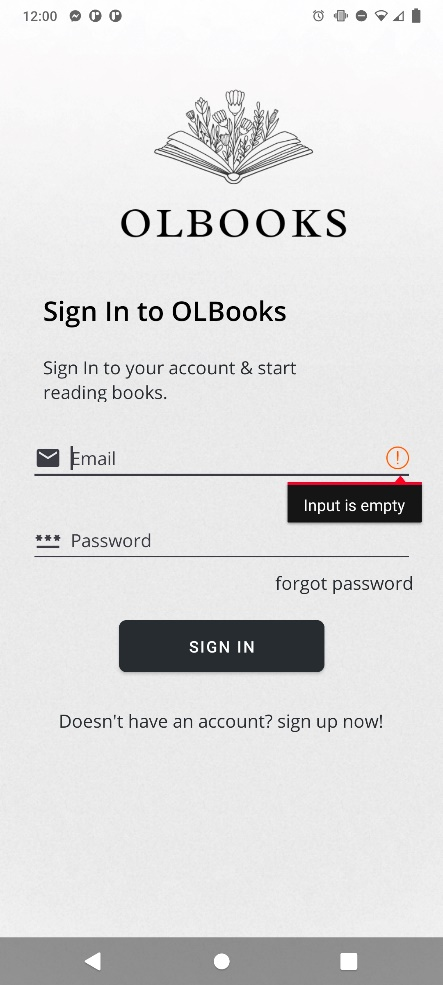 12:00
OLBOOKS
Sign In to OLBooks
Sign In to your account & start
reading books.
Email
Input is empty
Password
forgot password
SIGN IN
Doesn't have an account? sign up now!